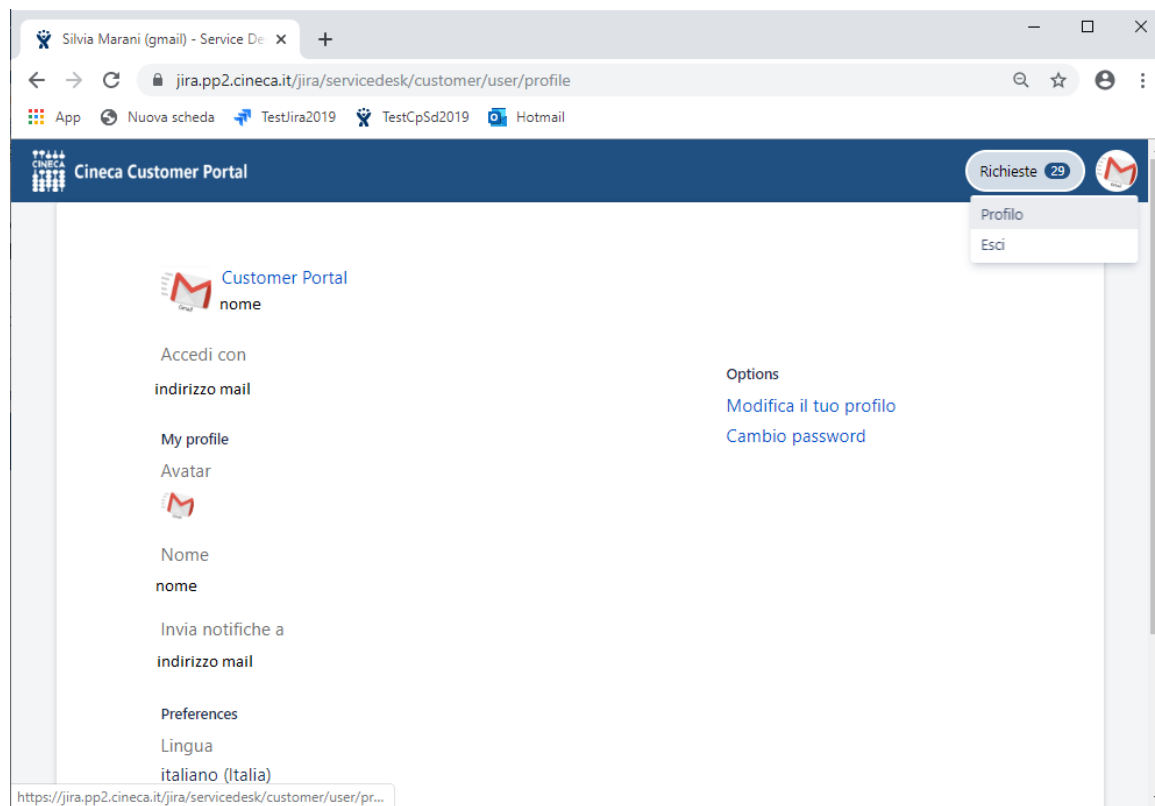 Silvia Marani (gmail) - Service De
jira.pp2.cineca.it/jira/servicedesk/customer/user/profile
App Nuova scheda TestJira2019 TestCpSd2019 Hotmail
CINECA Cineca Customer Portal Richieste 29
Gmail
Profilo
Esci
Customer Portal
nome
Gmail
Accedi con
indirizzo mail
Options
Modifica il tuo profilo
Cambio password
My profile
Avatar
Nome
nome
Invia notifiche a
indirizzo mail
Preferences
Lingua
italiano (Italia)
https://jira.pp2.cineca.it/jira/servicedesk/customer/user/pr...